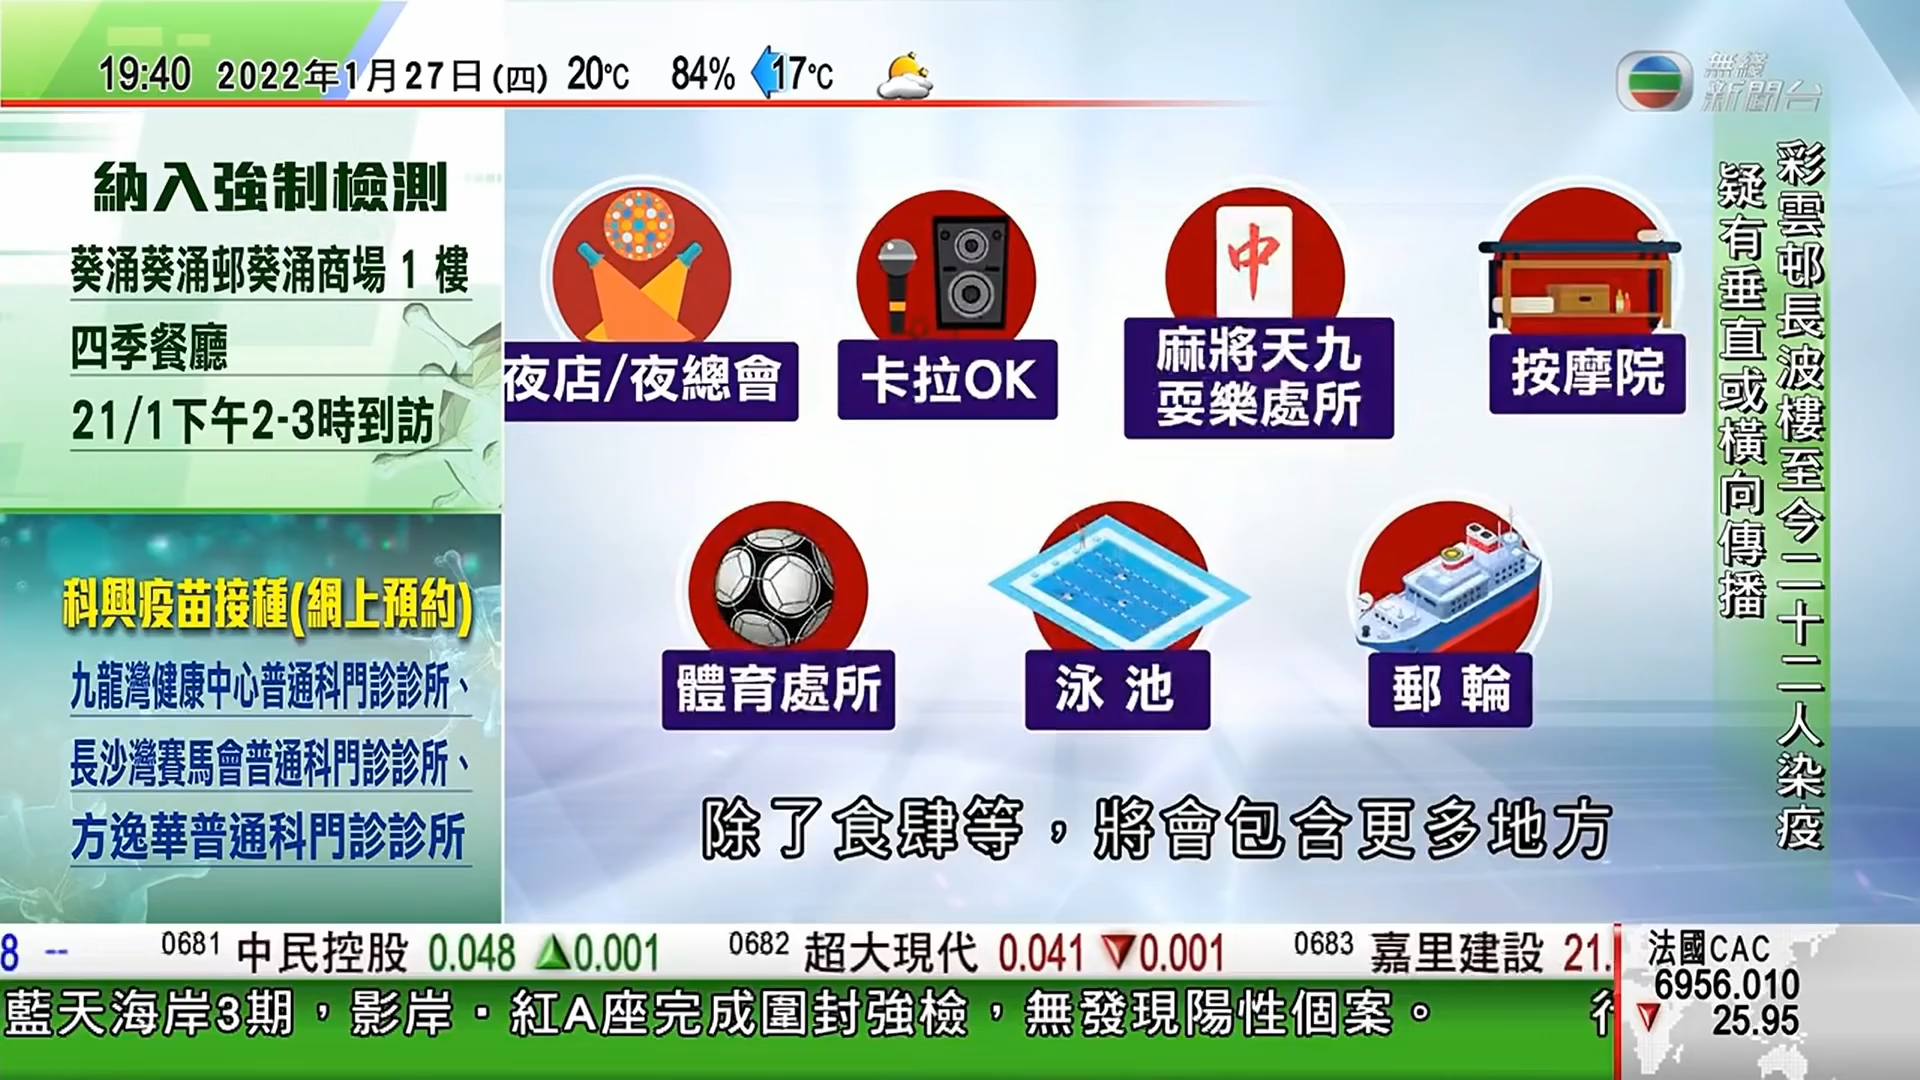 19:40 2022年1月27日(四) 20℃ 84% 17℃
無綫
新聞台
納入強制檢測
葵涌葵涌邨葵涌商場 1 樓
四季餐廳
21/1下午2-3時到訪
科興疫苗接種(網上預約)
九龍灣健康中心普通科門診診所、
長沙灣賽馬會普通科門診診所、
方逸華普通科門診診所
夜店/夜總會
卡拉OK
中
麻將天九
耍樂處所
按摩院
體育處所
泳池
郵輪
除了食肆等，將會包含更多地方
彩雲邨長波樓至今二十二人染疫
疑有垂直或橫向傳播
8 -- 0681 中民控股 0.048 ▲0.001 0682 超大現代 0.041 ▼0.001 0683 嘉里建設 21.
藍天海岸3期，影岸·紅A座完成圍封強檢，無發現陽性個案。
法國CAC
6956.010
▼ 25.95